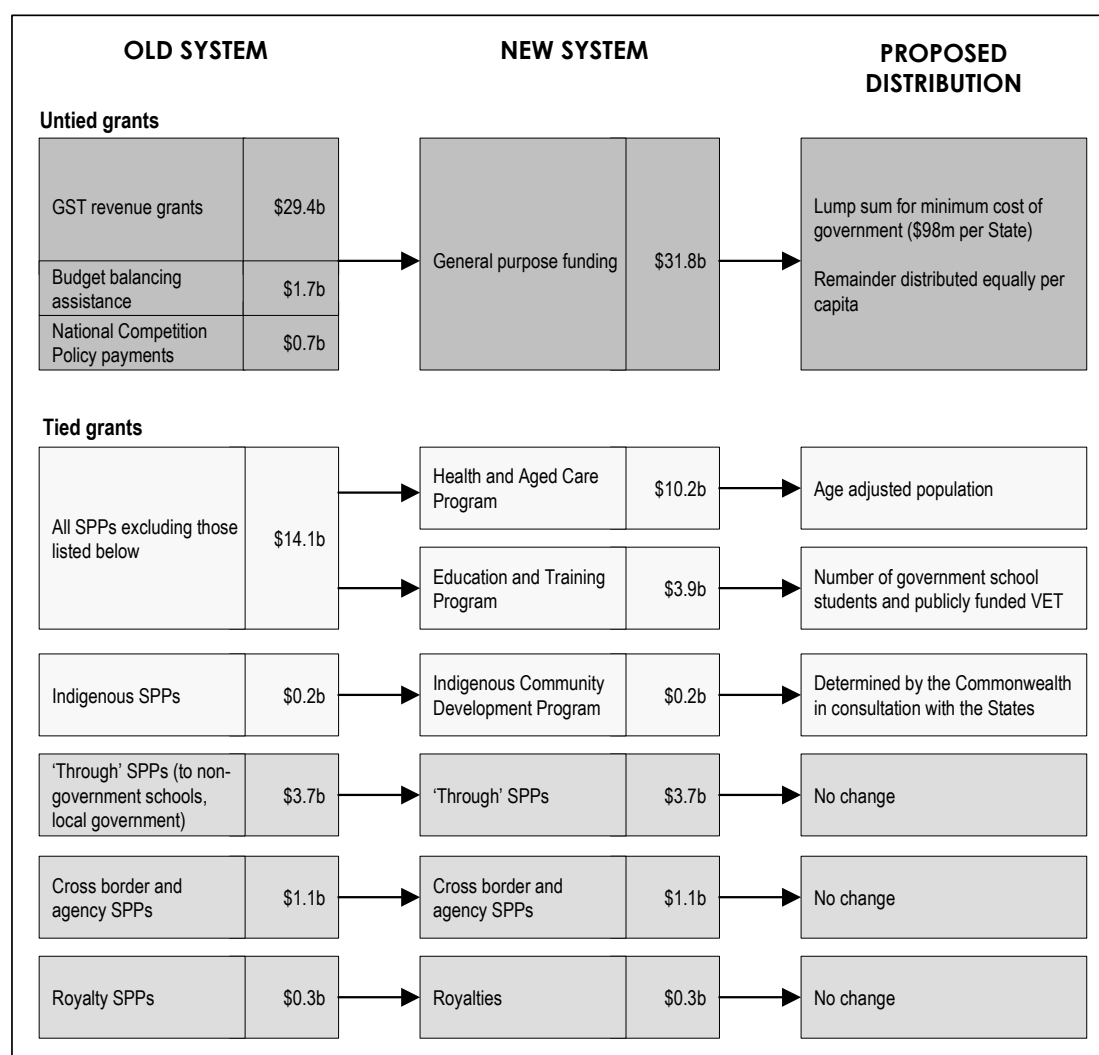 OLD SYSTEM
NEW SYSTEM
PROPOSED
DISTRIBUTION
Untied grants
GST revenue grants
$29.4b
Budget balancing
assistance
$1.7b
National Competition
Policy payments
$0.7b
General purpose funding
$31.8b
Lump sum for minimum cost of
government ($98m per State)
Remainder distributed equally per
capita
Tied grants
All SPPs excluding those
listed below
$14.1b
Health and Aged Care
Program
$10.2b
Age adjusted population
Education and Training
Program
$3.9b
Number of government school
students and publicly funded VET
Indigenous SPPs
$0.2b
Indigenous Community
Development Program
$0.2b
Determined by the Commonwealth
in consultation with the States
‘Through’ SPPs (to non-
government schools,
local government)
$3.7b
‘Through’ SPPs
$3.7b
No change
Cross border and
agency SPPs
$1.1b
Cross border and
agency SPPs
$1.1b
No change
Royalty SPPs
$0.3b
Royalties
$0.3b
No change